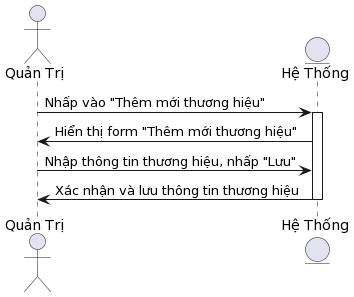 Quản Trị
Hệ Thống
Nhấp vào "Thêm mới thương hiệu"
Hiển thị form "Thêm mới thương hiệu"
Nhập thông tin thương hiệu, nhấp "Lưu"
Xác nhận và lưu thông tin thương hiệu
Quản Trị
Hệ Thống